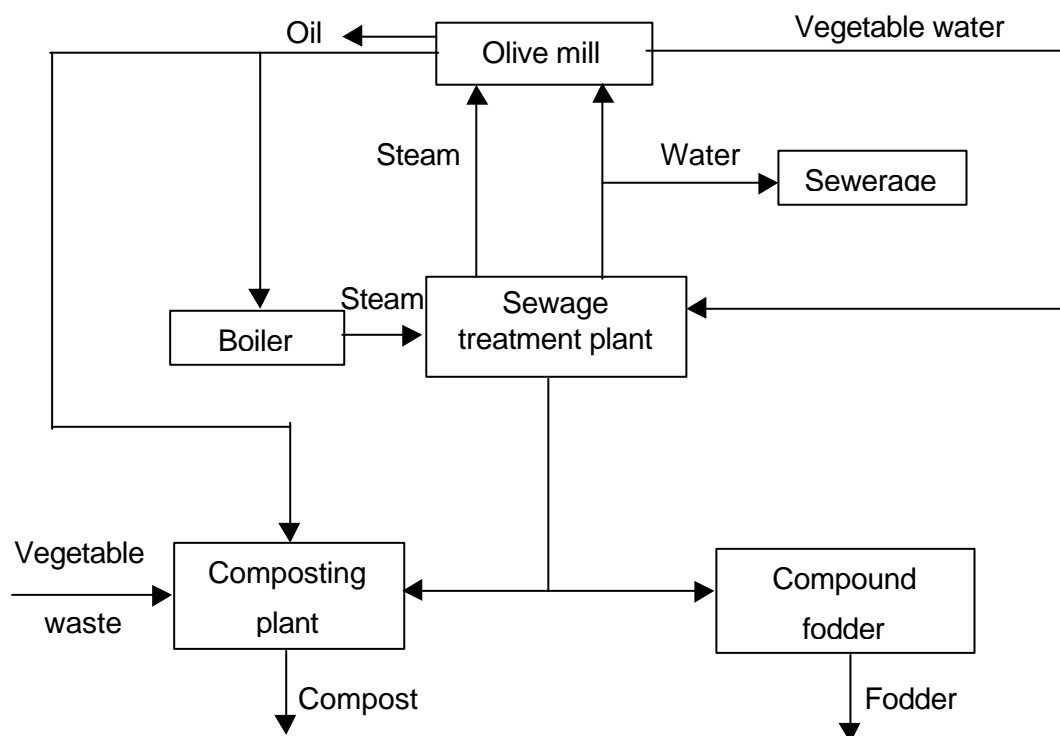 Oil
Olive mill
Vegetable water
Steam
Water
Sewerage
Steam
Boiler
Sewage
treatment plant
Vegetable
waste
Composting
plant
Compound
fodder
Compost
Fodder